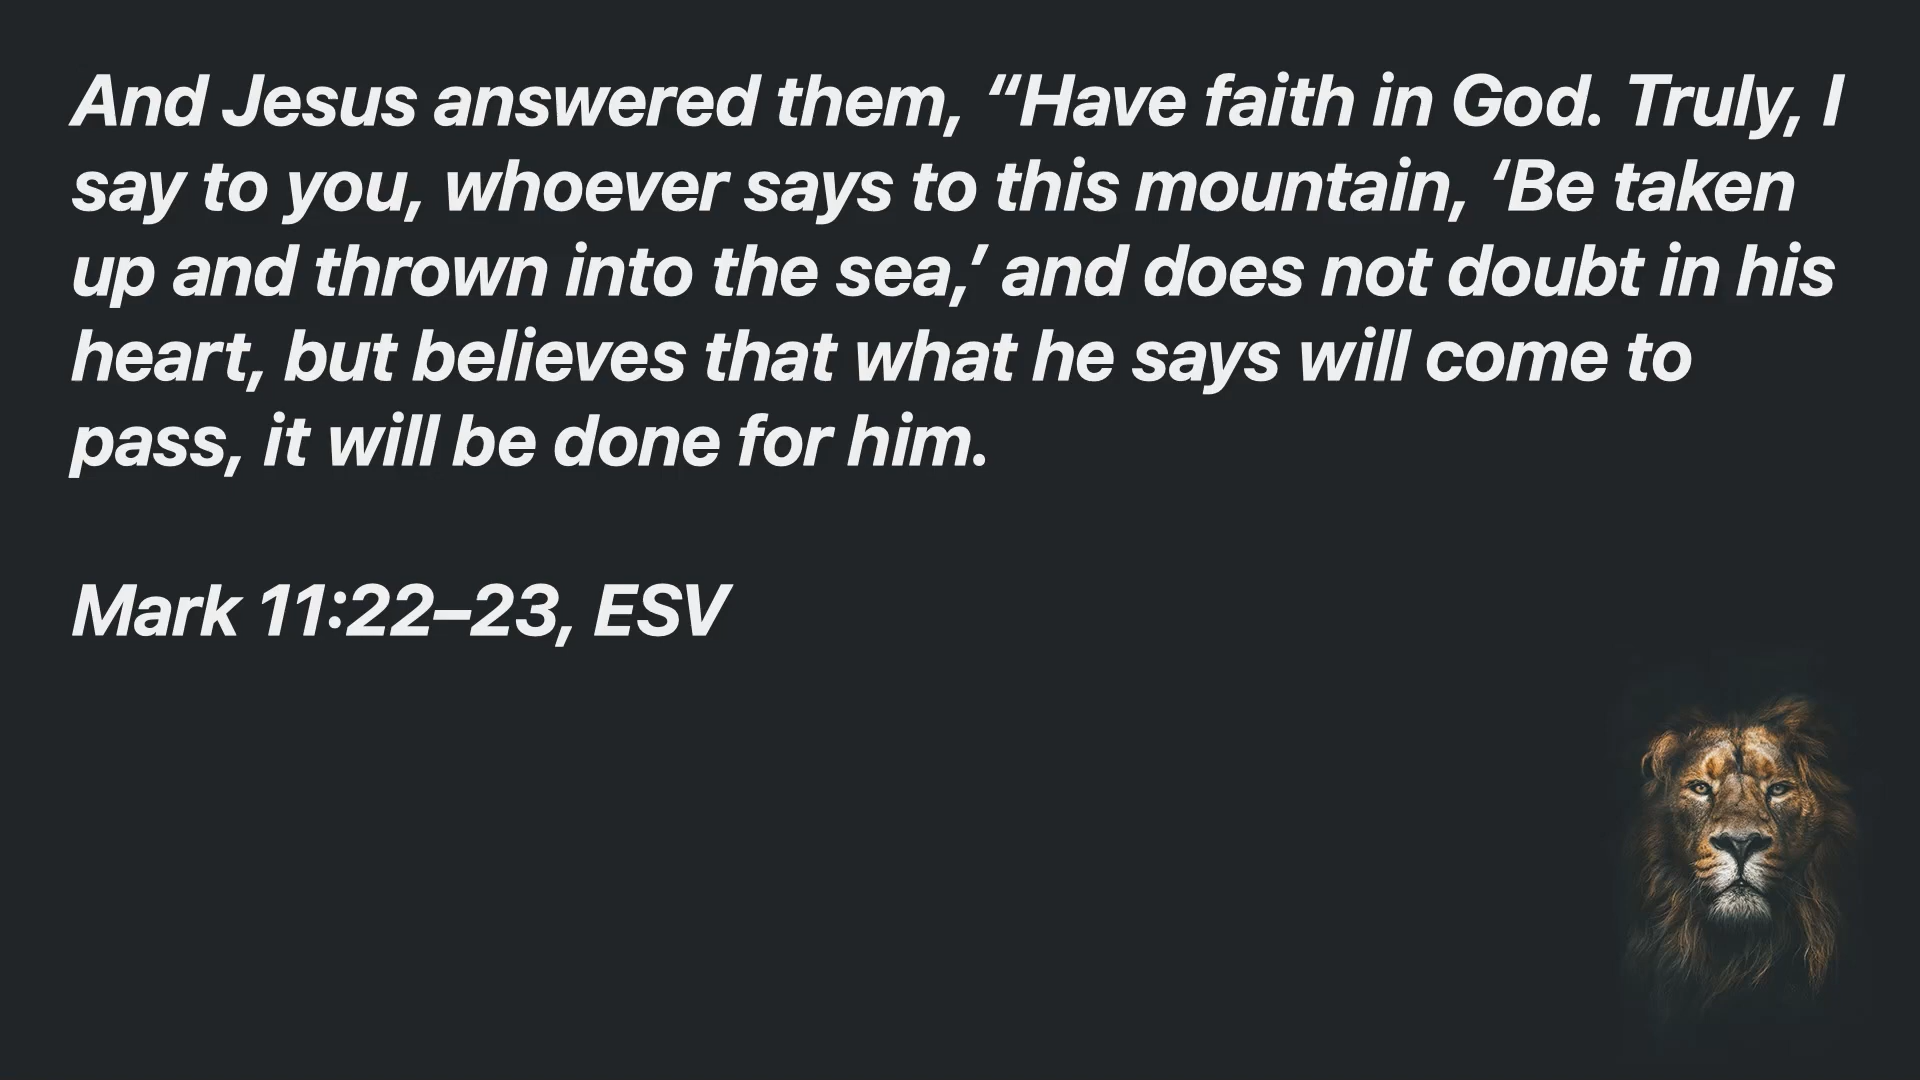 And Jesus answered them, “Have faith in God. Truly, I
say to you, whoever says to this mountain, ‘Be taken
up and thrown into the sea,’ and does not doubt in his
heart, but believes that what he says will come to
pass, it will be done for him.
Mark 11:22–23, ESV